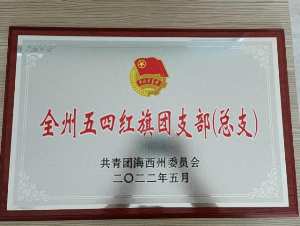 全州五四红旗团支部(总支)
共青团海西州委员会
二〇二二年五月